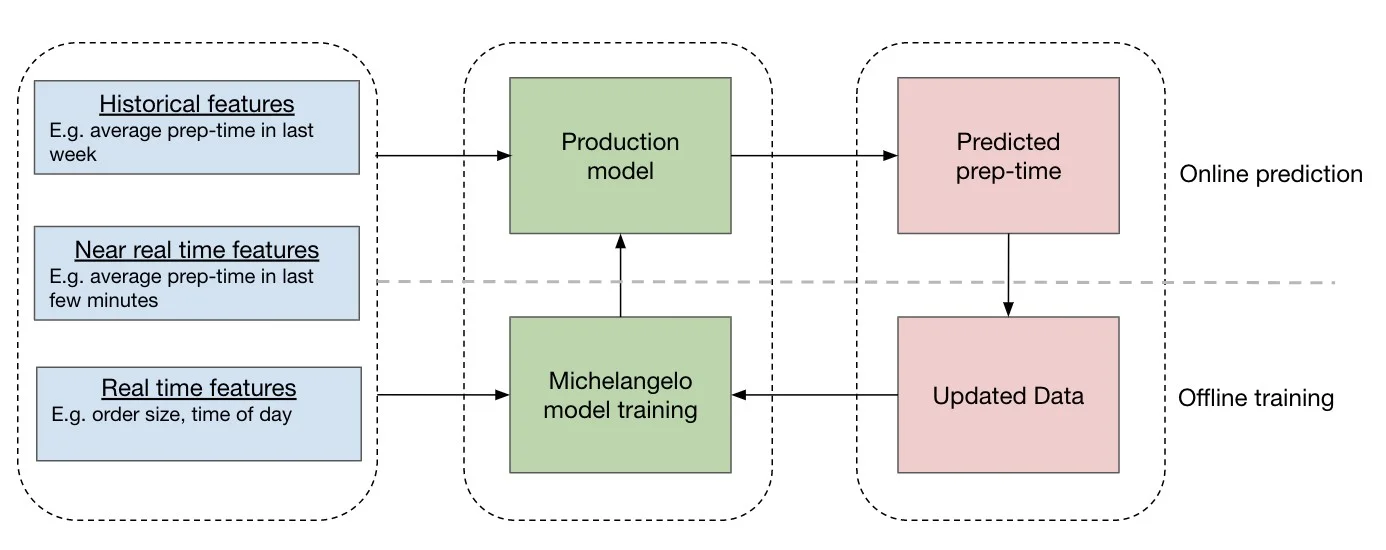 Historical features
E.g. average prep-time in last
week
Near real time features
E.g. average prep-time in last
few minutes
Real time features
E.g. order size, time of day
Production
model
Michelangelo
model training
Predicted
prep-time
Updated Data
Online prediction
Offline training